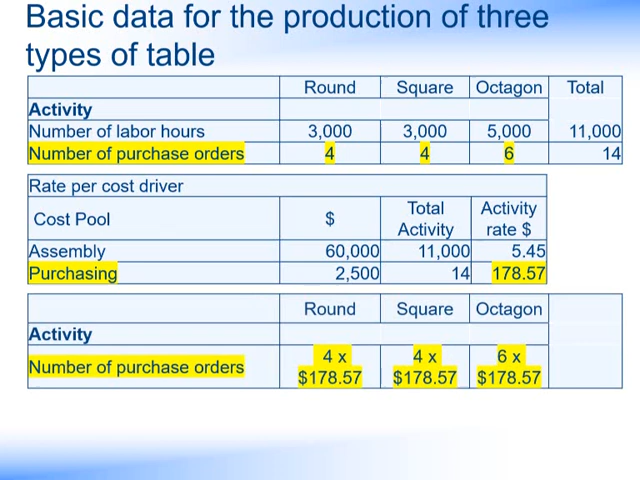 Basic data for the production of three
types of table
Round Square Octagon Total
Activity
Number of labor hours 3,000 3,000 5,000 11,000
Number of purchase orders 4 4 6 14
Rate per cost driver
Cost Pool $ Total Activity Activity rate $
Assembly 60,000 11,000 5.45
Purchasing 2,500 14 178.57
Round Square Octagon
Activity
Number of purchase orders 4 x $178.57 4 x $178.57 6 x $178.57